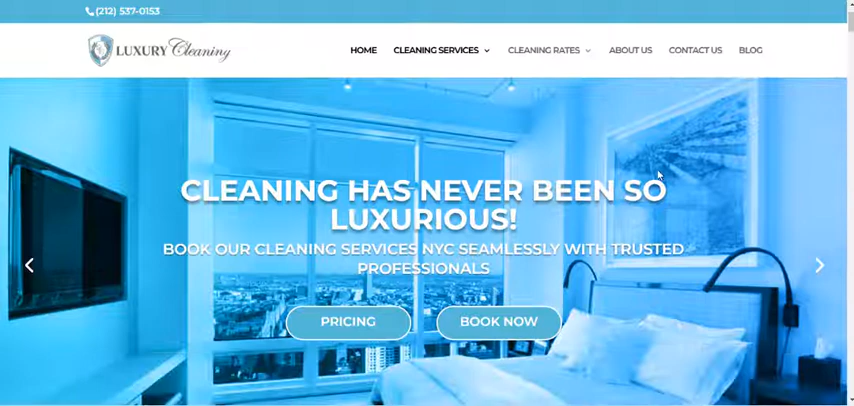 (212) 537-0153
LUXURY Cleaning
HOME
CLEANING SERVICES
CLEANING RATES
ABOUT US
CONTACT US
BLOG
CLEANING HAS NEVER BEEN SO
LUXURIOUS!
BOOK OUR CLEANING SERVICES NYC SEAMLESSLY WITH TRUSTED
PROFESSIONALS
PRICING
BOOK NOW